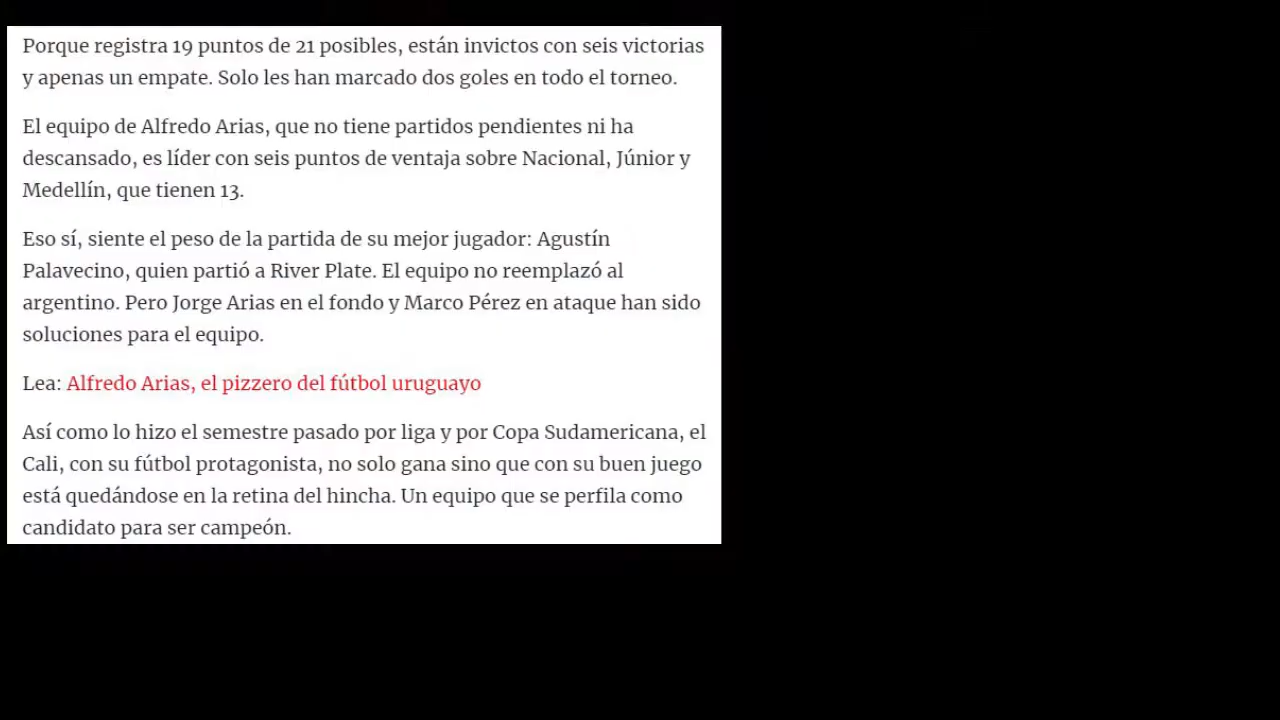 Porque registra 19 puntos de 21 posibles, están invictos con seis victorias
y apenas un empate. Solo les han marcado dos goles en todo el torneo.
El equipo de Alfredo Arias, que no tiene partidos pendientes ni ha
descansado, es líder con seis puntos de ventaja sobre Nacional, Júnior y
Medellín, que tienen 13.
Eso sí, siente el peso de la partida de su mejor jugador: Agustín
Palavecino, quien partió a River Plate. El equipo no reemplazó al
argentino. Pero Jorge Arias en el fondo y Marco Pérez en ataque han sido
soluciones para el equipo.
Lea: Alfredo Arias, el pizzero del fútbol uruguayo
Así como lo hizo el semestre pasado por liga y por Copa Sudamericana, el
Cali, con su fútbol protagonista, no solo gana sino que con su buen juego
está quedándose en la retina del hincha. Un equipo que se perfila como
candidato para ser campeón.